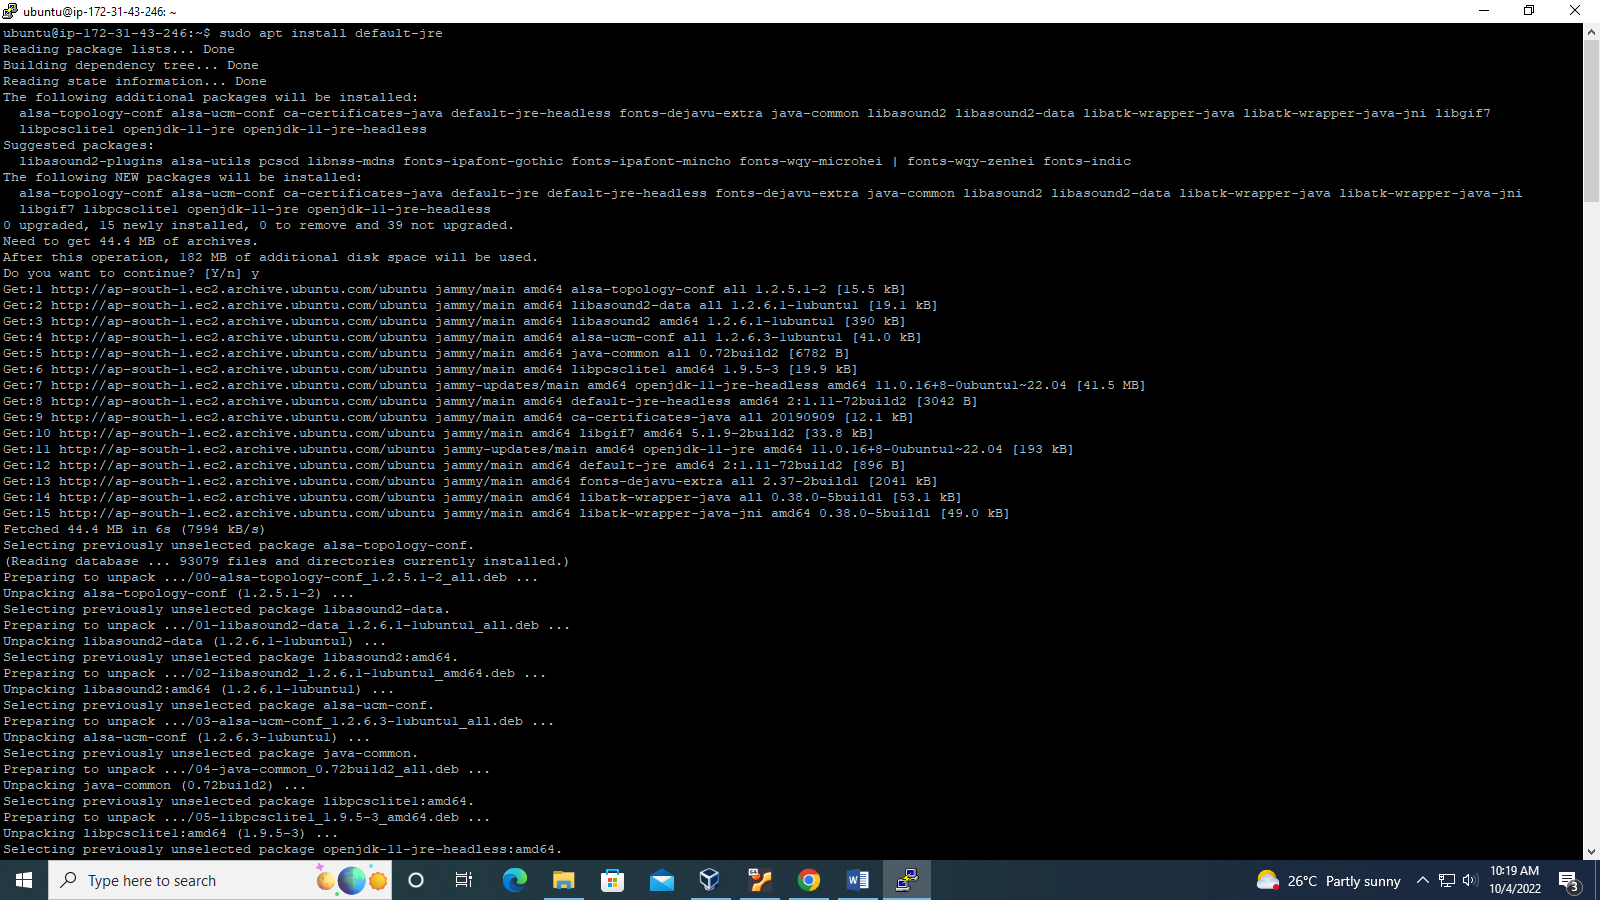 ubuntu@ip-172-31-43-246: ~
ubuntu@ip-172-31-43-246:~$ sudo apt install default-jre
Reading package lists... Done
Building dependency tree... Done
Reading state information... Done
The following additional packages will be installed:
  alsa-topology-conf alsa-ucm-conf ca-certificates-java default-jre-headless fonts-dejavu-extra java-common libasound2 libasound2-data libatk-wrapper-java libatk-wrapper-java-jni libgif7
  libpcsclite1 openjdk-11-jre openjdk-11-jre-headless
Suggested packages:
  libasound2-plugins alsa-utils pcscd libnss-mdns fonts-ipafont-gothic fonts-ipafont-mincho fonts-wqy-microhei | fonts-wqy-zenhei fonts-indic
The following NEW packages will be installed:
  alsa-topology-conf alsa-ucm-conf ca-certificates-java default-jre default-jre-headless fonts-dejavu-extra java-common libasound2 libasound2-data libatk-wrapper-java libatk-wrapper-java-jni
  libgif7 libpcsclite1 openjdk-11-jre openjdk-11-jre-headless
0 upgraded, 15 newly installed, 0 to remove and 39 not upgraded.
Need to get 44.4 MB of archives.
After this operation, 182 MB of additional disk space will be used.
Do you want to continue? [Y/n] y
Get:1 http://ap-south-1.ec2.archive.ubuntu.com/ubuntu jammy/main amd64 alsa-topology-conf all 1.2.5.1-2 [15.5 kB]
Get:2 http://ap-south-1.ec2.archive.ubuntu.com/ubuntu jammy/main amd64 libasound2-data all 1.2.6.1-1ubuntu1 [19.1 kB]
Get:3 http://ap-south-1.ec2.archive.ubuntu.com/ubuntu jammy/main amd64 libasound2 amd64 1.2.6.1-1ubuntu1 [390 kB]
Get:4 http://ap-south-1.ec2.archive.ubuntu.com/ubuntu jammy/main amd64 alsa-ucm-conf all 1.2.6.3-1ubuntu1 [41.0 kB]
Get:5 http://ap-south-1.ec2.archive.ubuntu.com/ubuntu jammy/main amd64 java-common all 0.72build2 [6782 B]
Get:6 http://ap-south-1.ec2.archive.ubuntu.com/ubuntu jammy/main amd64 libpcsclite1 amd64 1.9.5-3 [19.9 kB]
Get:7 http://ap-south-1.ec2.archive.ubuntu.com/ubuntu jammy-updates/main amd64 openjdk-11-jre-headless amd64 11.0.16+8-0ubuntu1~22.04 [41.5 MB]
Get:8 http://ap-south-1.ec2.archive.ubuntu.com/ubuntu jammy/main amd64 default-jre-headless amd64 2:1.11-72build2 [3042 B]
Get:9 http://ap-south-1.ec2.archive.ubuntu.com/ubuntu jammy/main amd64 ca-certificates-java all 20190909 [12.1 kB]
Get:10 http://ap-south-1.ec2.archive.ubuntu.com/ubuntu jammy/main amd64 libgif7 amd64 5.1.9-2build2 [33.8 kB]
Get:11 http://ap-south-1.ec2.archive.ubuntu.com/ubuntu jammy-updates/main amd64 openjdk-11-jre amd64 11.0.16+8-0ubuntu1~22.04 [193 kB]
Get:12 http://ap-south-1.ec2.archive.ubuntu.com/ubuntu jammy/main amd64 default-jre amd64 2:1.11-72build2 [896 B]
Get:13 http://ap-south-1.ec2.archive.ubuntu.com/ubuntu jammy/main amd64 fonts-dejavu-extra all 2.37-2build1 [2041 kB]
Get:14 http://ap-south-1.ec2.archive.ubuntu.com/ubuntu jammy/main amd64 libatk-wrapper-java all 0.38.0-5build1 [53.1 kB]
Get:15 http://ap-south-1.ec2.archive.ubuntu.com/ubuntu jammy/main amd64 libatk-wrapper-java-jni amd64 0.38.0-5build1 [49.0 kB]
Fetched 44.4 MB in 6s (7994 kB/s)
Selecting previously unselected package alsa-topology-conf.
(Reading database ... 93079 files and directories currently installed.)
Preparing to unpack .../00-alsa-topology-conf_1.2.5.1-2_all.deb ...
Unpacking alsa-topology-conf (1.2.5.1-2) ...
Selecting previously unselected package libasound2-data.
Preparing to unpack .../01-libasound2-data_1.2.6.1-1ubuntu1_all.deb ...
Unpacking libasound2-data (1.2.6.1-1ubuntu1) ...
Selecting previously unselected package libasound2:amd64.
Preparing to unpack .../02-libasound2_1.2.6.1-1ubuntu1_amd64.deb ...
Unpacking libasound2:amd64 (1.2.6.1-1ubuntu1) ...
Selecting previously unselected package alsa-ucm-conf.
Preparing to unpack .../03-alsa-ucm-conf_1.2.6.3-1ubuntu1_all.deb ...
Unpacking alsa-ucm-conf (1.2.6.3-1ubuntu1) ...
Selecting previously unselected package java-common.
Preparing to unpack .../04-java-common_0.72build2_all.deb ...
Unpacking java-common (0.72build2) ...
Selecting previously unselected package libpcsclite1:amd64.
Preparing to unpack .../05-libpcsclite1_1.9.5-3_amd64.deb ...
Unpacking libpcsclite1:amd64 (1.9.5-3) ...
Selecting previously unselected package openjdk-11-jre-headless:amd64.
Type here to search
26°C Partly sunny
10:19 AM
10/4/2022
3